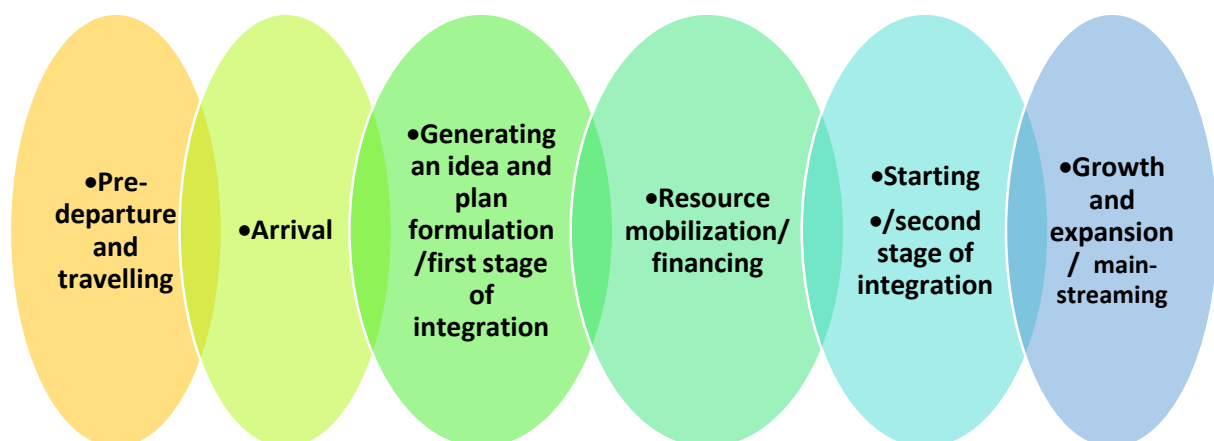 •Pre-
departure
and
travelling
•Arrival
•Generating
an idea and
plan
formulation
/first stage
of
integration
•Resource
mobilization/
financing
•Starting
•/second
stage of
integration
•Growth
and
expansion
/ main-
streaming